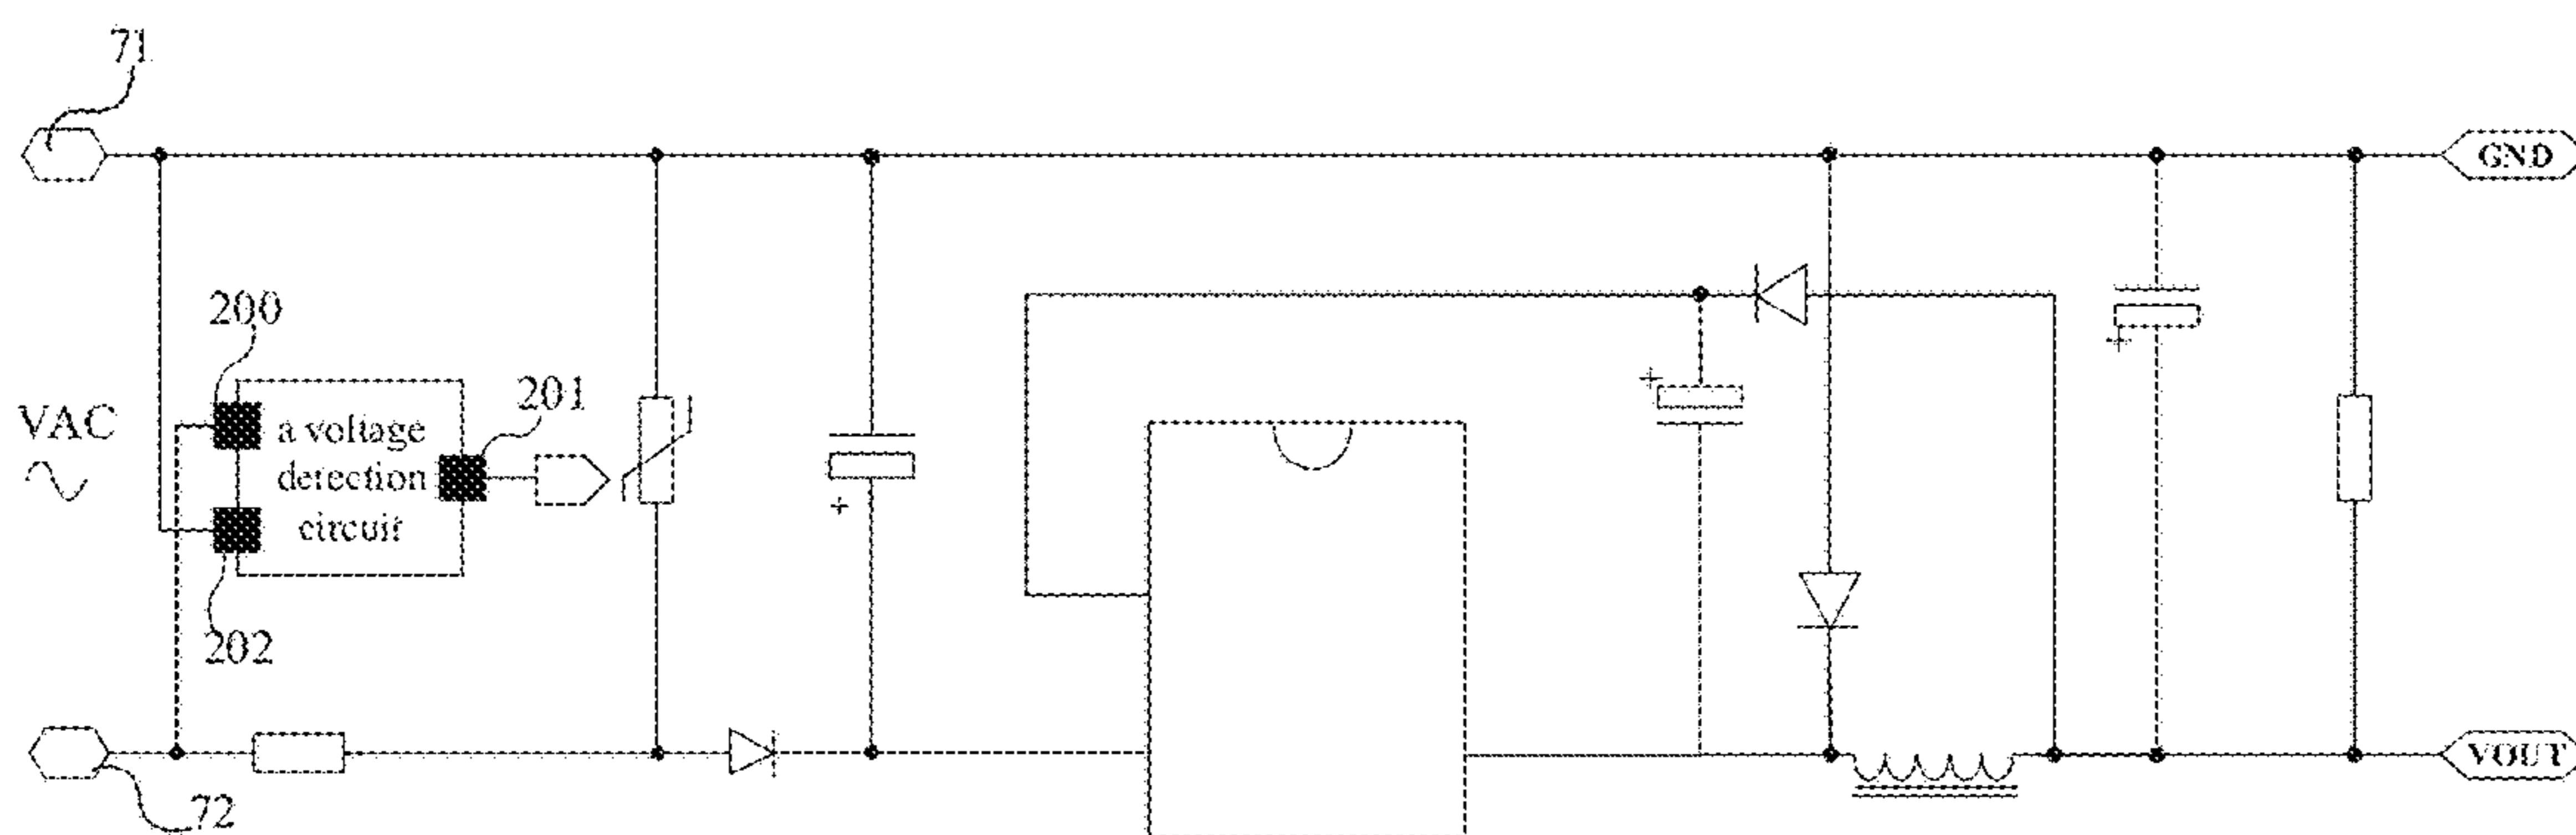 71
GND
200
VAC
201
a voltage
detection
circuit
202
VOUT
72